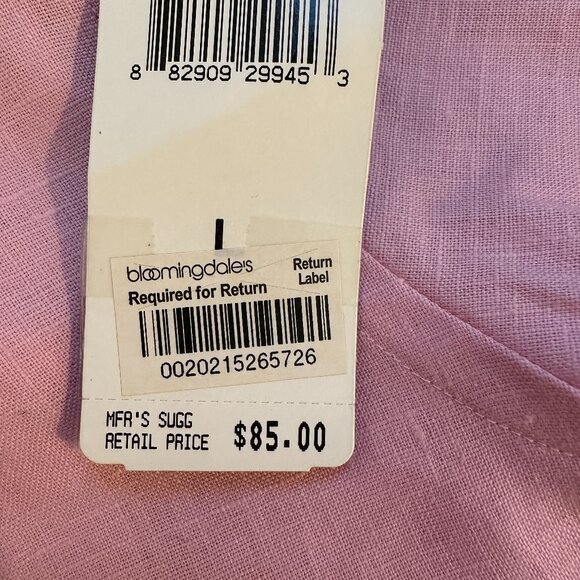 8 82909 29945 3
bloomingdale's Return
Required for Return Label
0020215265726
MFR'S SUGG
RETAIL PRICE $85.00